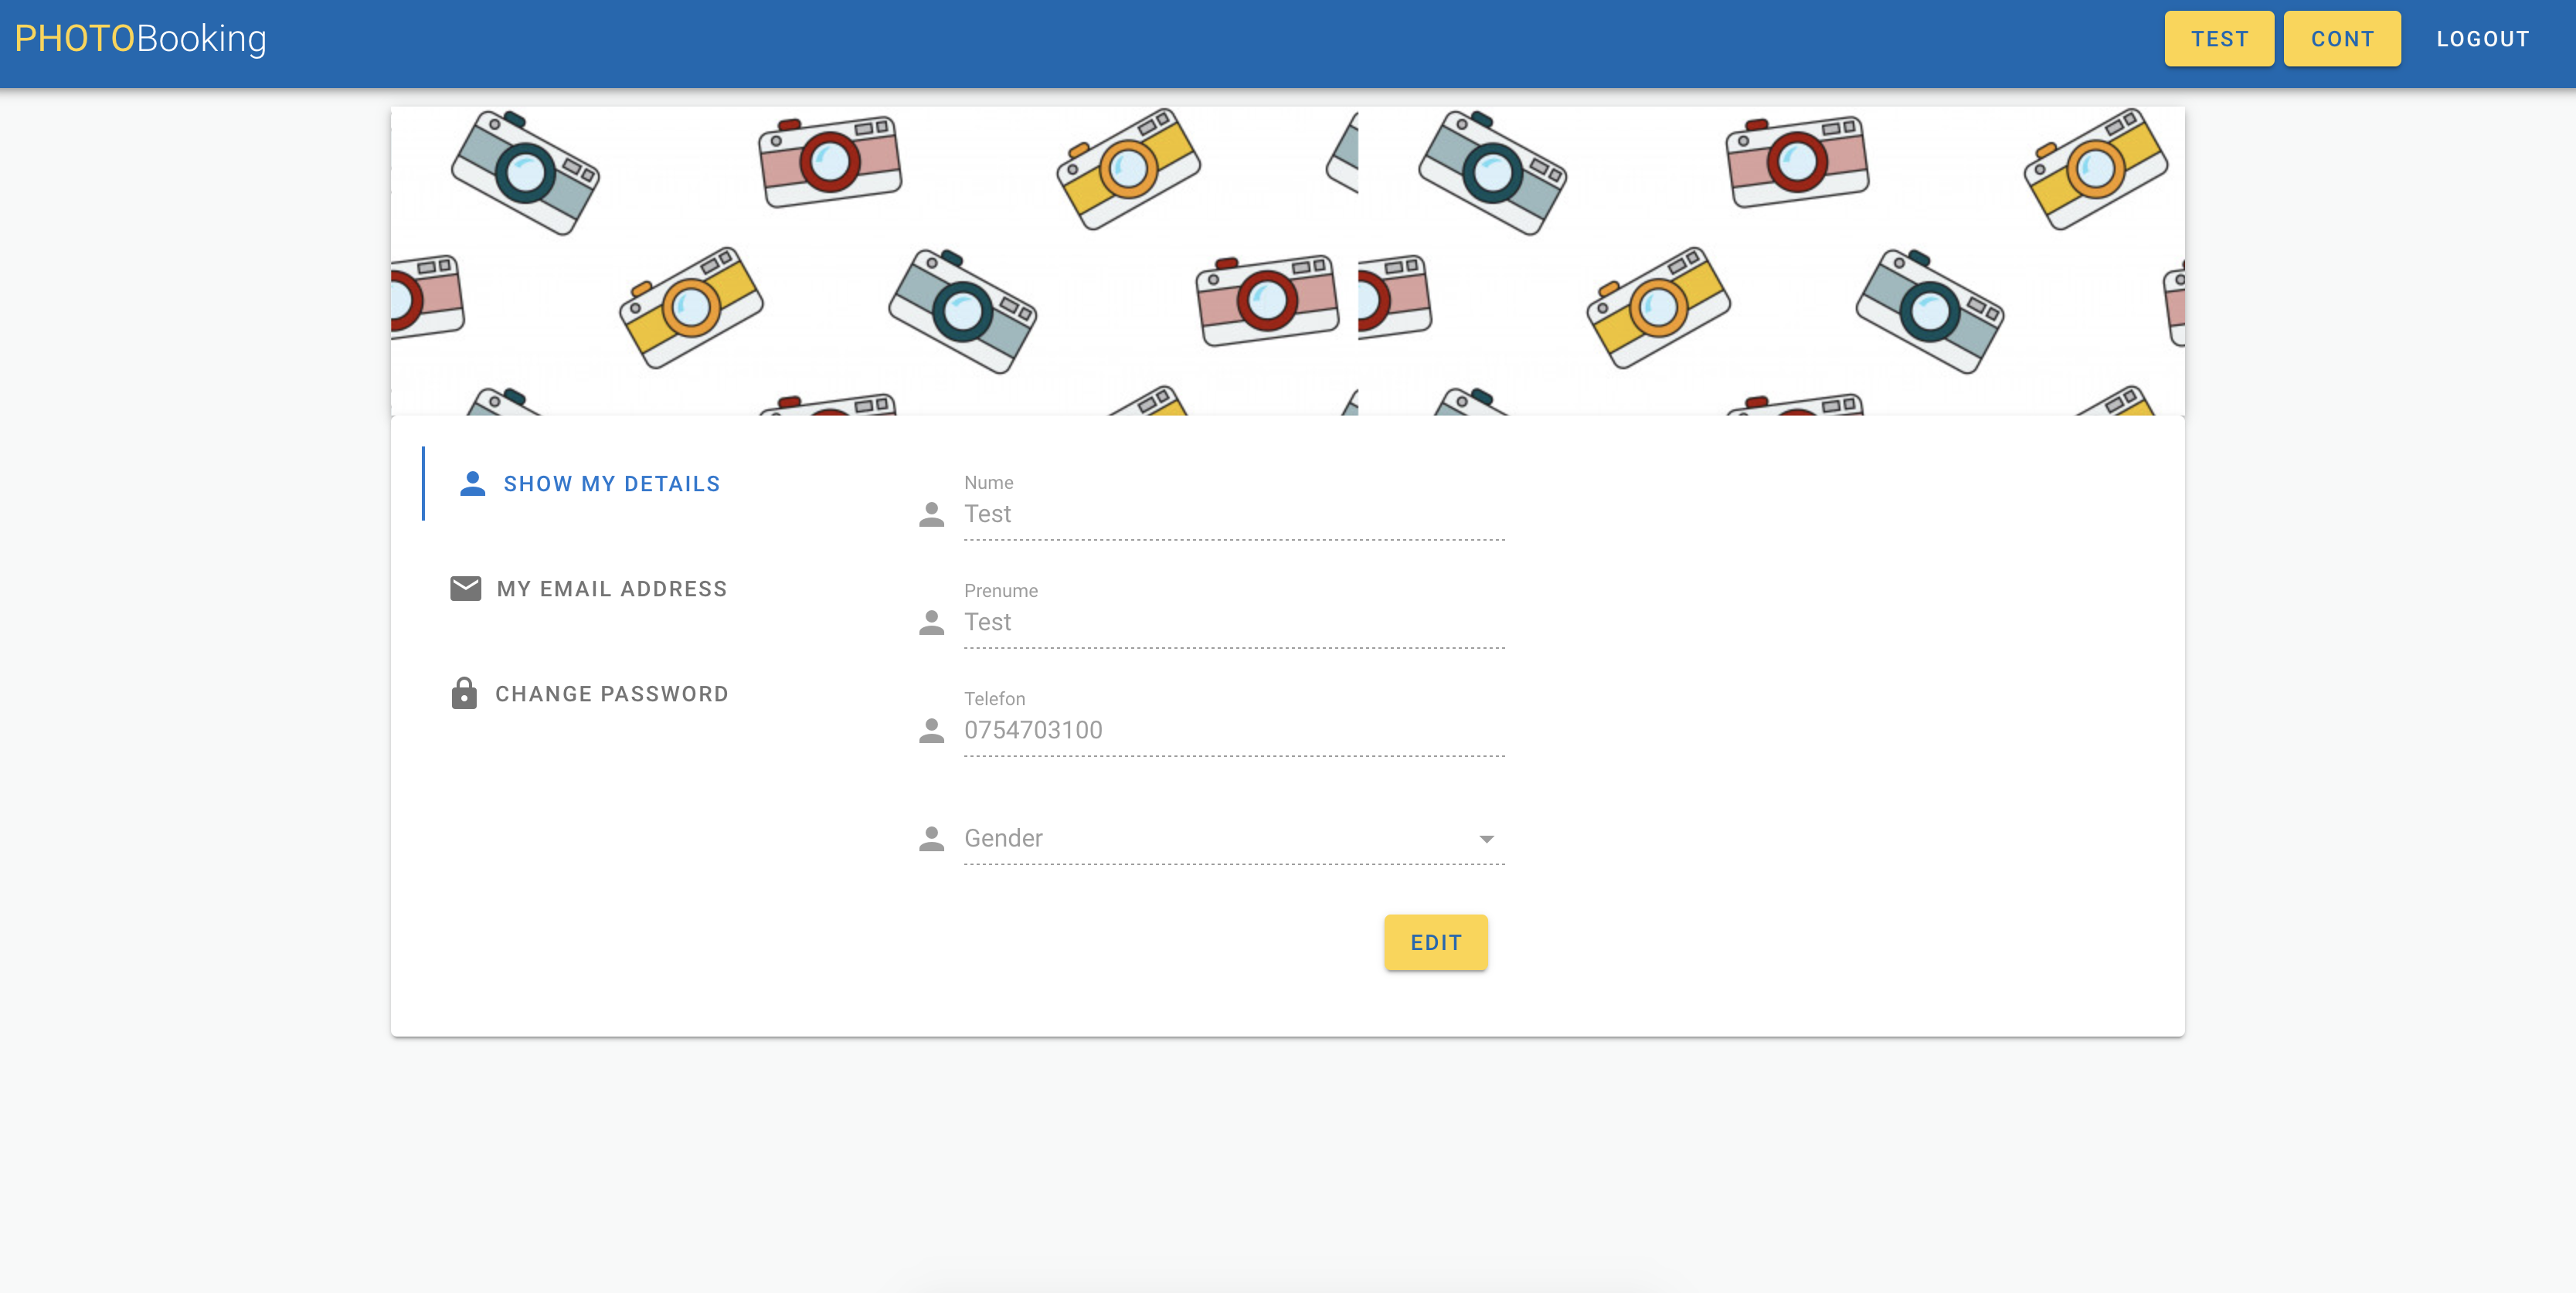 PHOTOBooking
TEST CONT LOGOUT
SHOW MY DETAILS
MY EMAIL ADDRESS
CHANGE PASSWORD
Nume
Test
Prenume
Test
Telefon
0754703100
Gender
EDIT